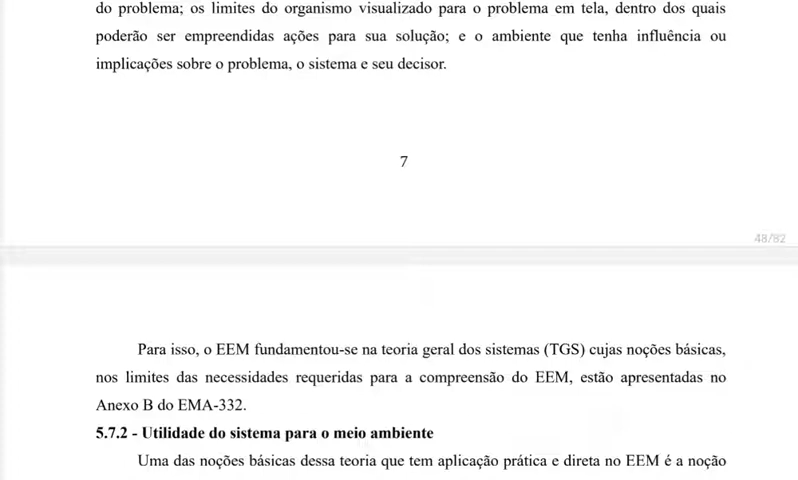 do problema; os limites do organismo visualizado para o problema em tela, dentro dos quais
poderão ser empreendidas ações para sua solução; e o ambiente que tenha influência ou
implicações sobre o problema, o sistema e seu decisor.
7
48/82
Para isso, o EEM fundamentou-se na teoria geral dos sistemas (TGS) cujas noções básicas,
nos limites das necessidades requeridas para a compreensão do EEM, estão apresentadas no
Anexo B do EMA-332.
5.7.2 - Utilidade do sistema para o meio ambiente
Uma das noções básicas dessa teoria que tem aplicação prática e direta no EEM é a noção